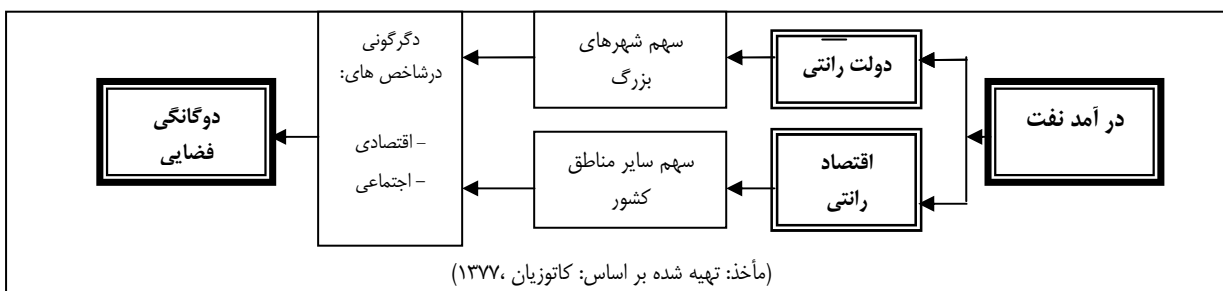 در آمد نفت
دولت رانتی
اقتصاد
رانتی
سهم شهرهای
بزرگ
سهم سایر مناطق
کشور
دگرگونی
درشاخص های:
– اقتصادی
– اجتماعی
دوگانگی
فضایی
(مأخذ: تهیه شده بر اساس: کاتوزیان ،۱۳۷۷)